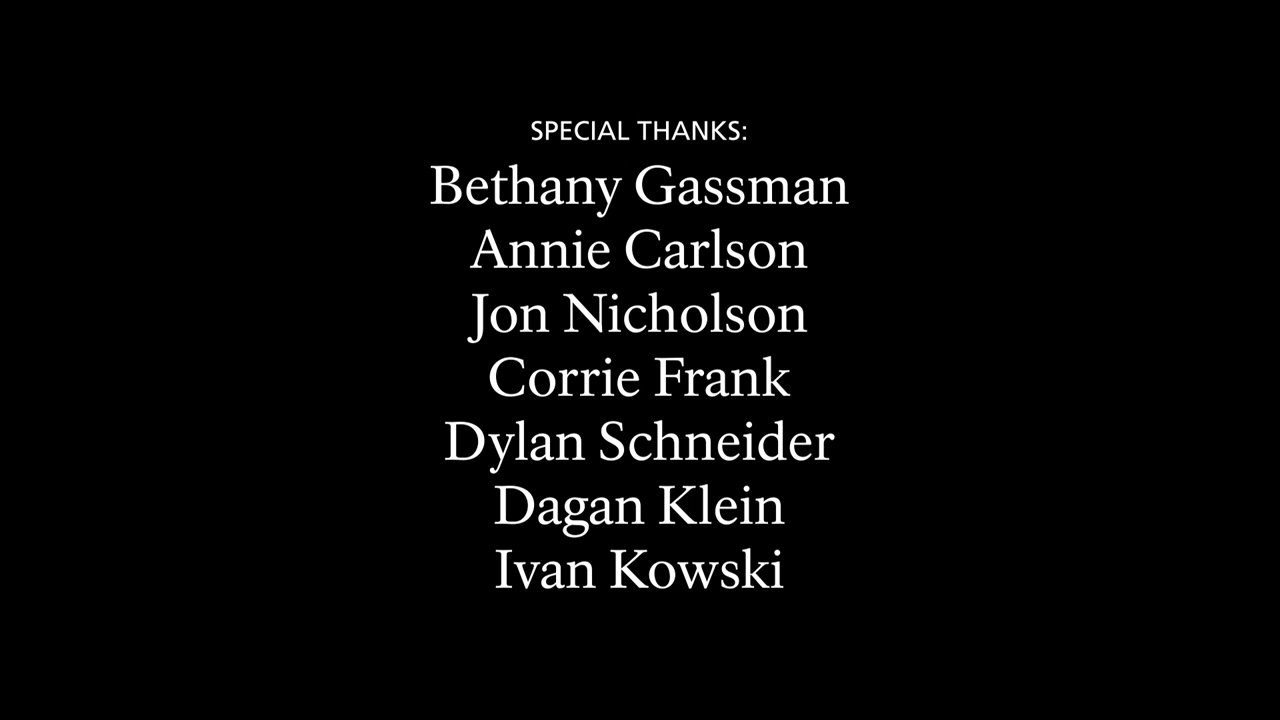 SPECIAL THANKS:
Bethany Gassman
Annie Carlson
Jon Nicholson
Corrie Frank
Dylan Schneider
Dagan Klein
Ivan Kowski